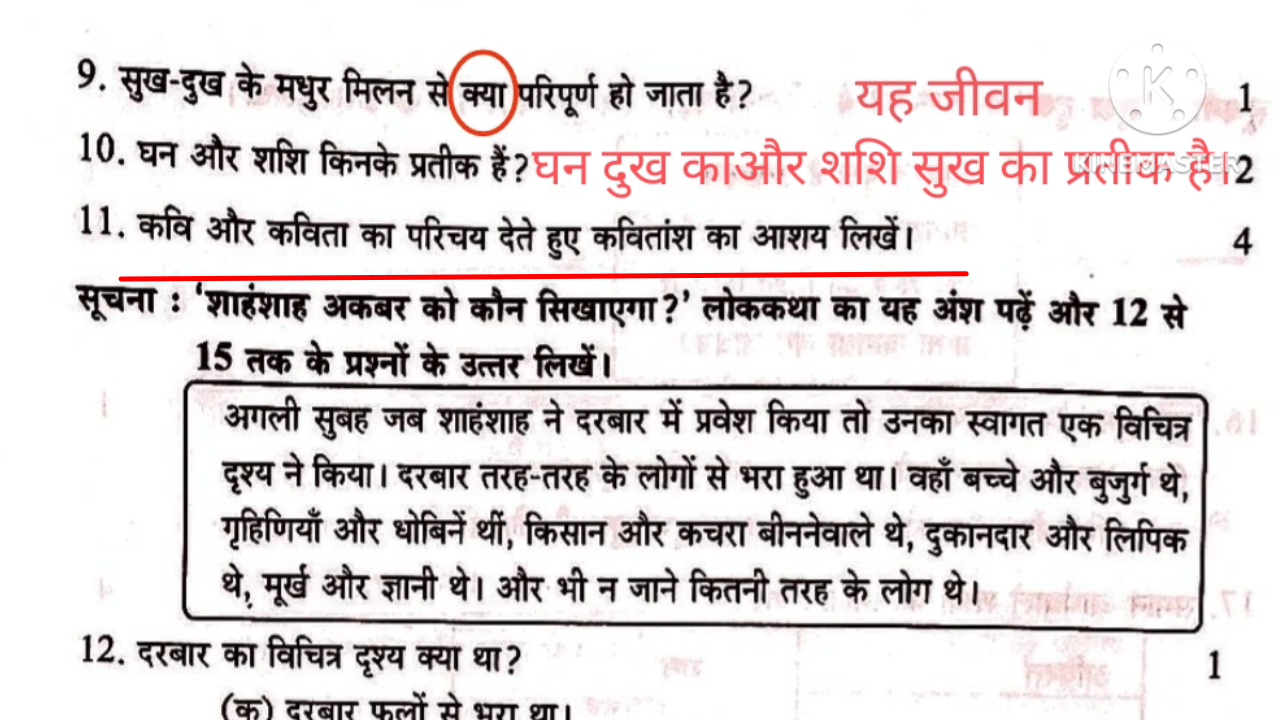 9. सुख-दुख के मधुर मिलन से क्या परिपूर्ण हो जाता है? यह जीवन 1
10. घन और शशि किनके प्रतीक हैं? घन दुख काऔर शशि सुख का प्रतीक है। 2
KINEMASTER
11. कवि और कविता का परिचय देते हुए कवितांश का आशय लिखें। 4
सूचना : 'शाहंशाह अकबर को कौन सिखाएगा?' लोककथा का यह अंश पढ़ें और 12 से
15 तक के प्रश्नों के उत्तर लिखें।
अगली सुबह जब शाहंशाह ने दरबार में प्रवेश किया तो उनका स्वागत एक विचित्र
दृश्य ने किया। दरबार तरह-तरह के लोगों से भरा हुआ था। वहाँ बच्चे और बुजुर्ग थे,
गृहिणियाँ और धोबिनें थीं, किसान और कचरा बीननेवाले थे, दुकानदार और लिपिक
थे, मूर्ख और ज्ञानी थे। और भी न जाने कितनी तरह के लोग थे।
12. दरबार का विचित्र दृश्य क्या था? 1
(क) दरबार फूलों से भरा था।